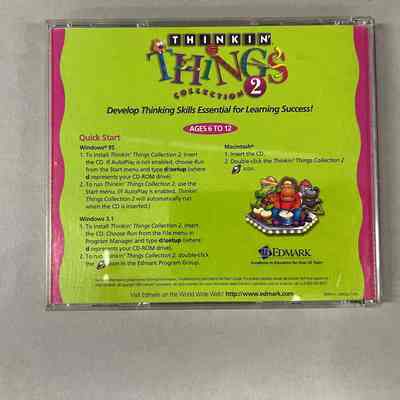 THINKIN'
THINGS
COLLECTION 2
Develop Thinking Skills Essential for Learning Success!
AGES 6 TO 12
Quick Start
Windows® 95
1. To install Thinkin' Things Collection 2, insert
the CD. If AutoPlay is not enabled, choose Run
from the Start menu and type d:\setup (where
d represents your CD-ROM drive).
2. To run Thinkin' Things Collection 2, use the
Start menu. (If AutoPlay is enabled, Thinkin'
Things Collection 2 will automatically run
when the CD is inserted.)
Windows 3.1
1. To install Thinkin' Things Collection 2, insert
the CD. Choose Run from the File menu in
Program Manager and type d:\setup (where
d represents your CD-ROM drive).
2. To run Thinkin' Things Collection 2, double-click
the icon in the Edmark Program Group.
Macintosh®
1. Insert the CD.
2. Double-click the Thinkin' Things Collection 2
icon.
EDMARK
Visit Edmark on the World Wide Web! http://www.edmark.com